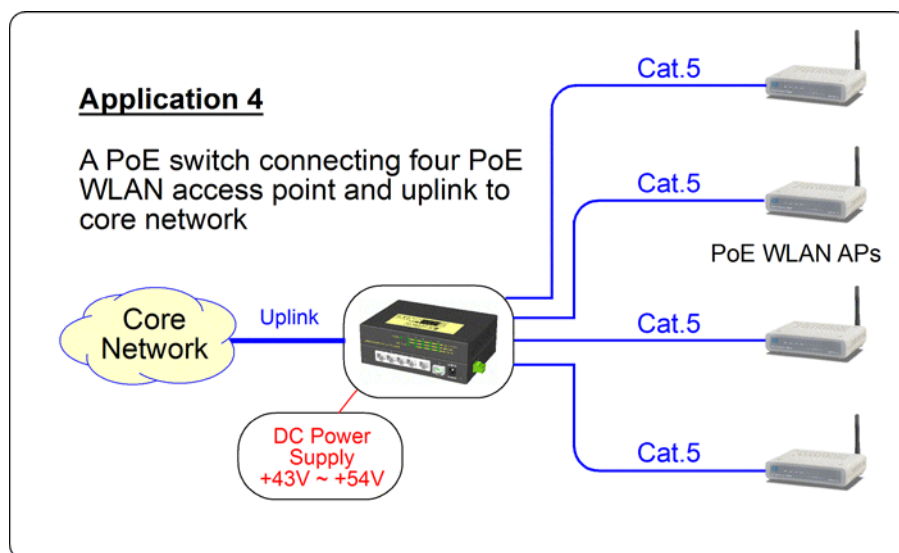 Application 4
A PoE switch connecting four PoE
WLAN access point and uplink to
core network
Cat.5
Cat.5
PoE WLAN APs
Core
Network
Uplink
Cat.5
DC Power
Supply
+43V ~ +54V
Cat.5